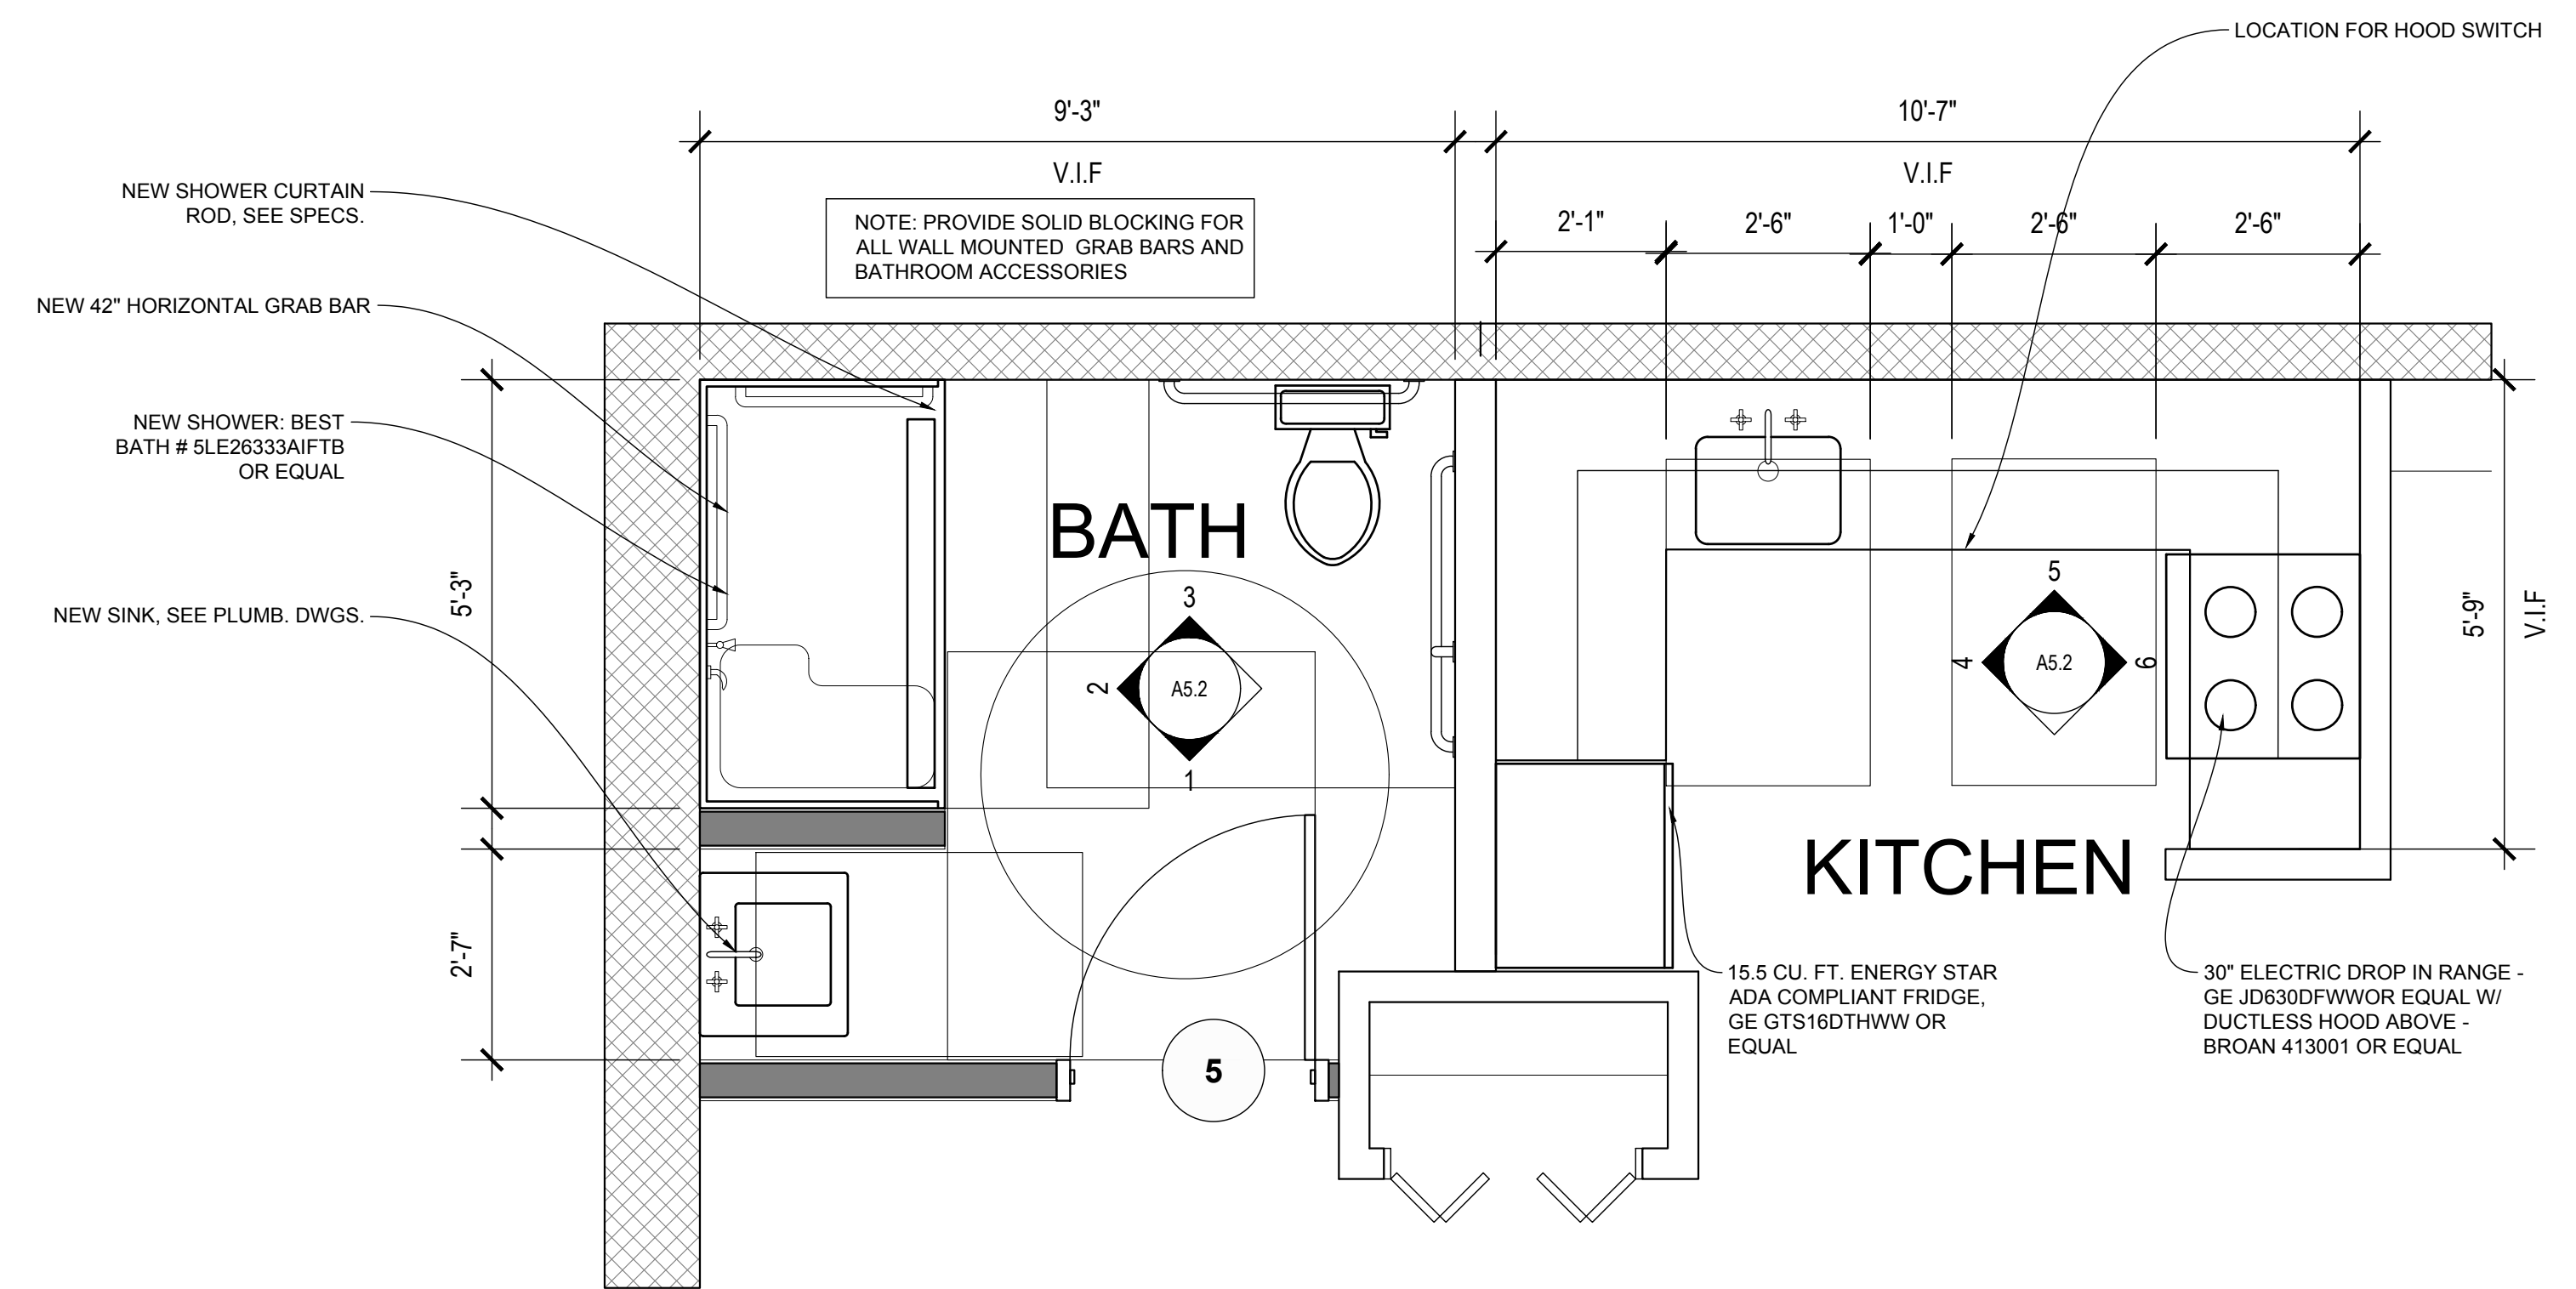 LOCATION FOR HOOD SWITCH
9'-3"
10'-7"
V.I.F
V.I.F
NEW SHOWER CURTAIN
ROD, SEE SPECS.
NOTE: PROVIDE SOLID BLOCKING FOR
ALL WALL MOUNTED GRAB BARS AND
BATHROOM ACCESSORIES
2'-1"
2'-6"
1'-0"
2'-6"
2'-6"
NEW 42" HORIZONTAL GRAB BAR
NEW SHOWER: BEST
BATH # 5LE26333AIFTB
OR EQUAL
NEW SINK, SEE PLUMB. DWGS.
5'-3"
2'-7"
BATH
3
2
A5.2
1
5
4
A5.2
6
5'-9"
V.I.F
KITCHEN
15.5 CU. FT. ENERGY STAR
ADA COMPLIANT FRIDGE,
GE GTS16DTHWW OR
EQUAL
30" ELECTRIC DROP IN RANGE -
GE JD630DFWWOR EQUAL W/
DUCTLESS HOOD ABOVE -
BROAN 413001 OR EQUAL
5